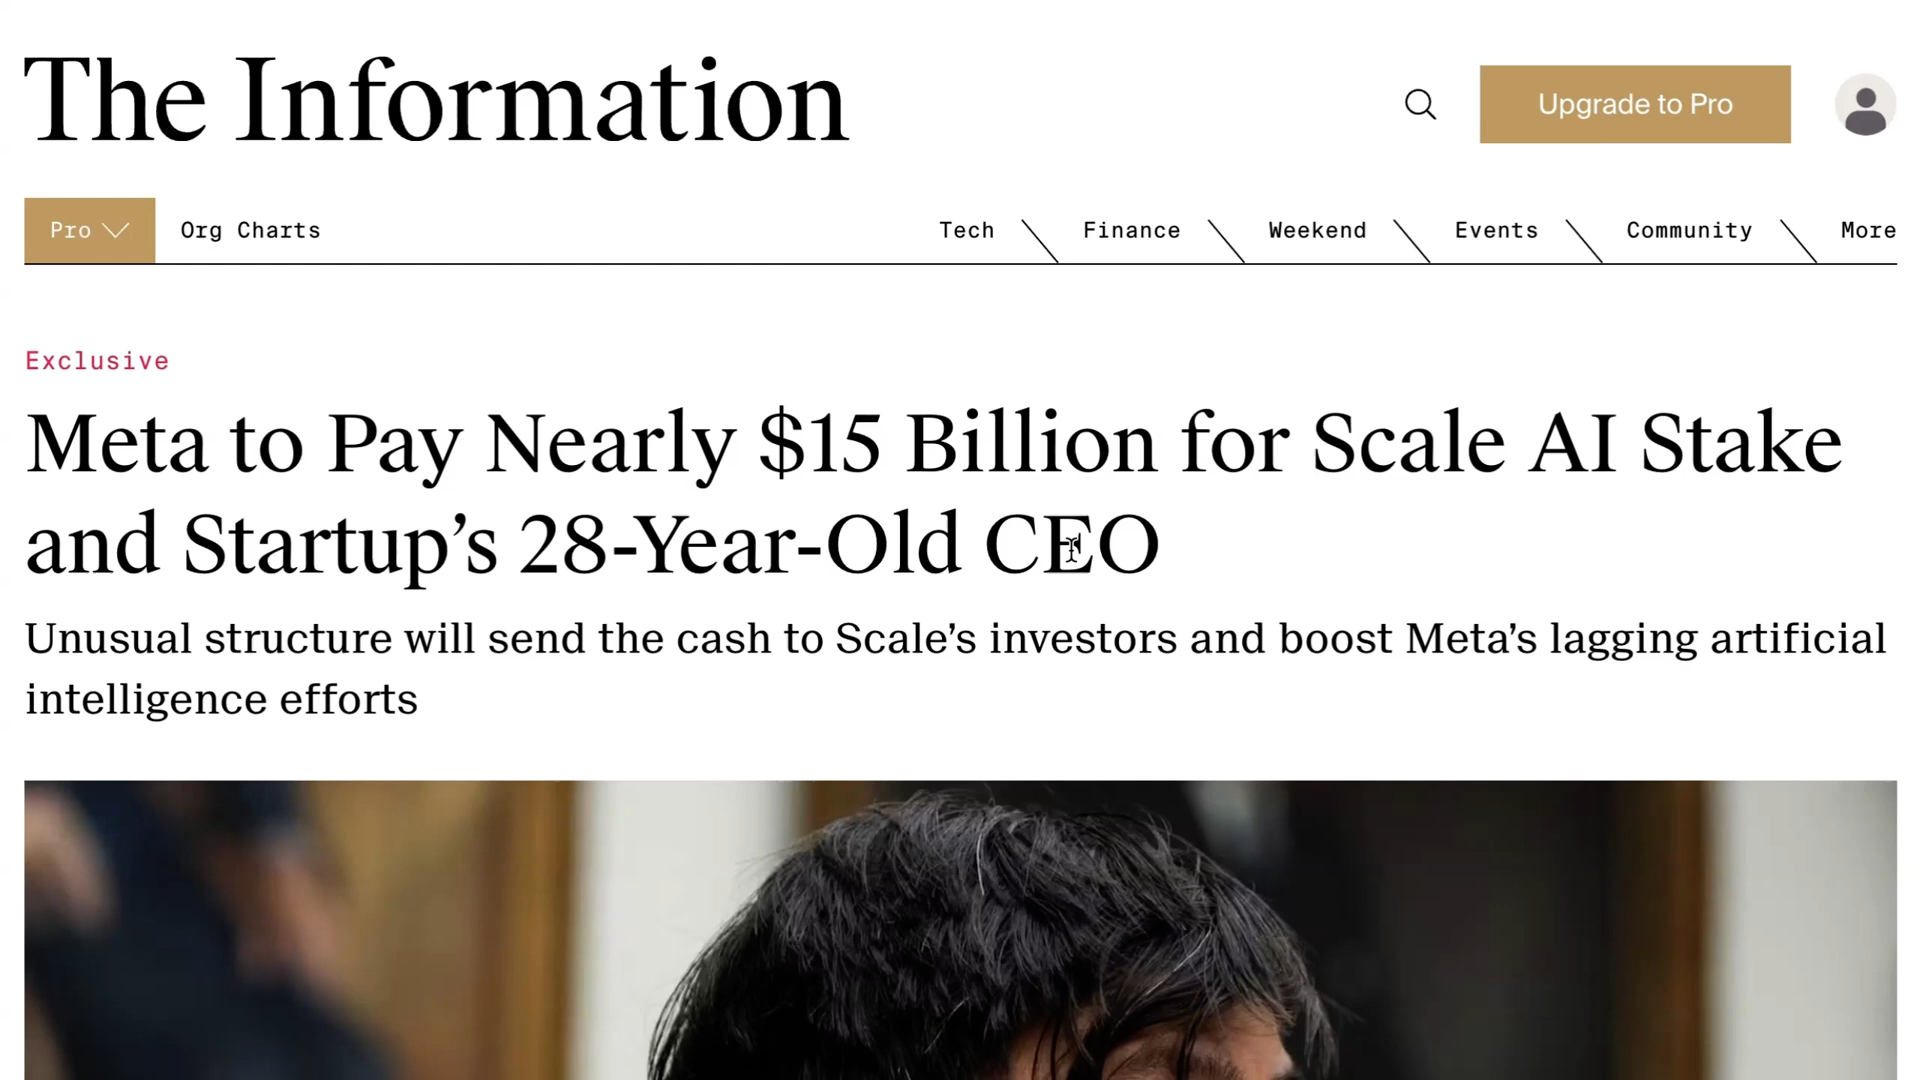 The Information
Upgrade to Pro
Pro
Org Charts
Tech
Finance
Weekend
Events
Community
More
Exclusive
Meta to Pay Nearly $15 Billion for Scale AI Stake
and Startup’s 28-Year-Old CEO
Unusual structure will send the cash to Scale’s investors and boost Meta’s lagging artificial
intelligence efforts